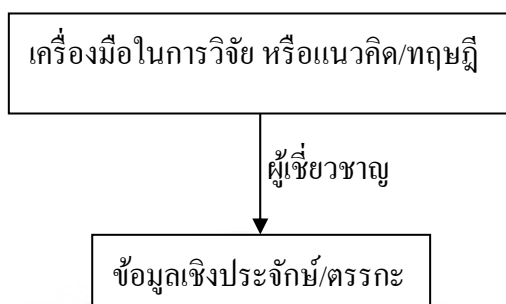 เครื่องมือในการวิจัย หรือแนวคิด/ทฤษฎี
ผู้เชี่ยวชาญ
ข้อมูลเชิงประจักษ์/ตรรกะ